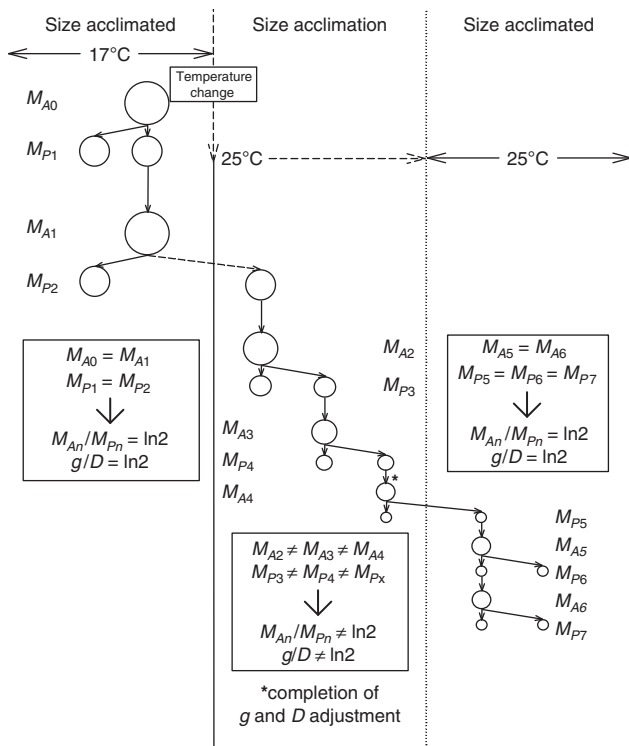 Size acclimated
Size acclimation
Size acclimated
17°C
Temperature
change
25°C
25°C
M_A0
M_P1
M_A1
M_P2
M_A2
M_P3
M_A3
M_P4
*
M_A4
M_P5
M_A5
M_P6
M_A6
M_P7
M_A0 = M_A1
M_P1 = M_P2
M_An/M_Pn = ln2
g/D = ln2
M_A2 ≠ M_A3 ≠ M_A4
M_P3 ≠ M_P4 ≠ M_Px
M_An/M_Pn ≠ ln2
g/D ≠ ln2
*completion of
g and D adjustment
M_A5 = M_A6
M_P5 = M_P6 = M_P7
M_An/M_Pn = ln2
g/D = ln2